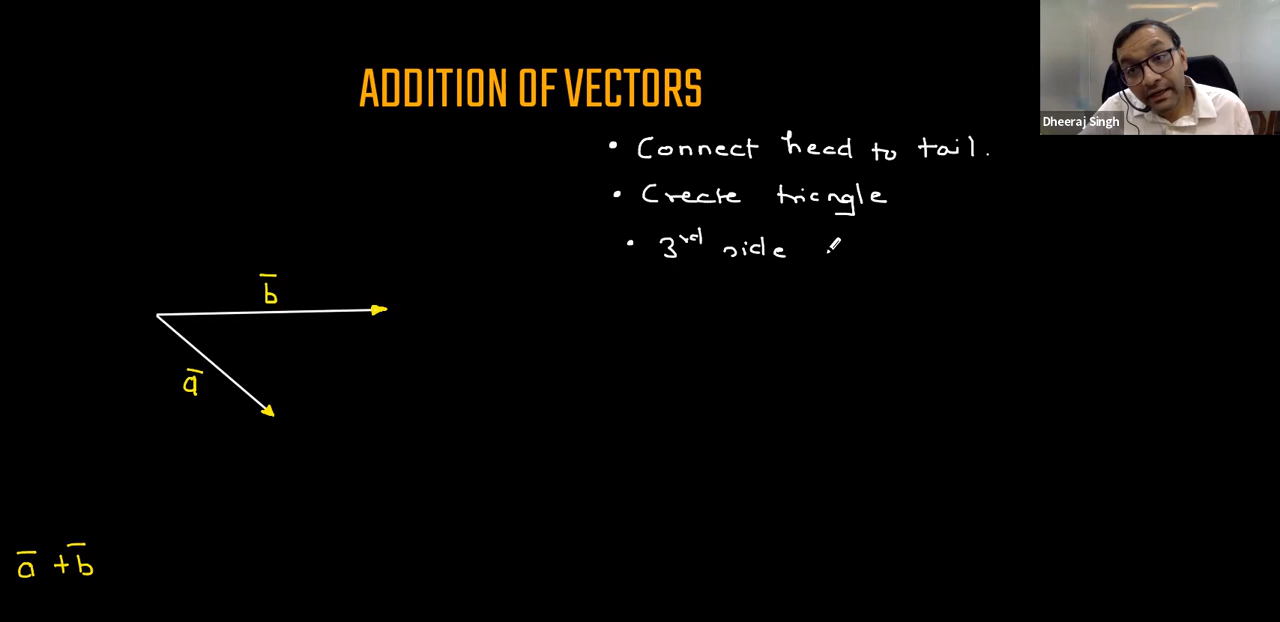 ADDITION OF VECTORS
Dheeraj Singh
• Connect head to tail.
• Create triangle
• 3rd side
b̅
a̅
a̅ + b̅